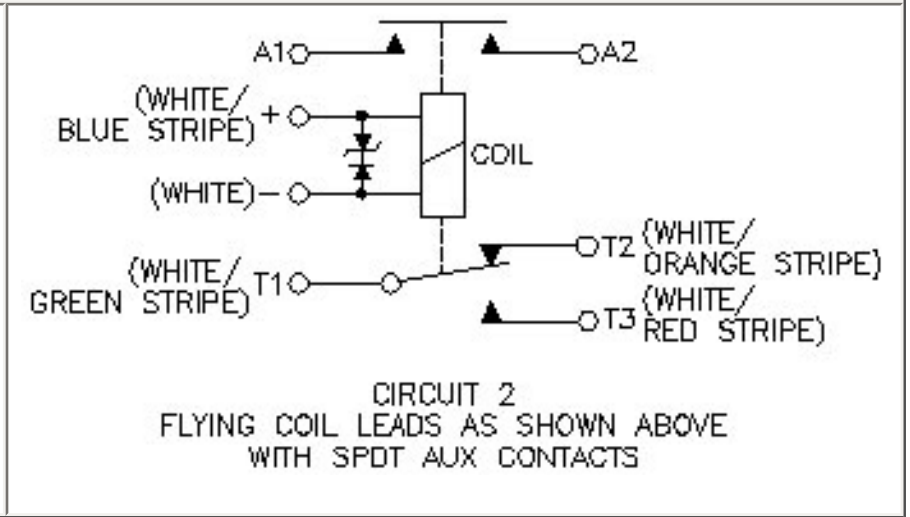 A1 A2
(WHITE/
BLUE STRIPE) +
COIL
(WHITE) −
T2 (WHITE/
ORANGE STRIPE)
(WHITE/
GREEN STRIPE) T1
T3 (WHITE/
RED STRIPE)
CIRCUIT 2
FLYING COIL LEADS AS SHOWN ABOVE
WITH SPDT AUX CONTACTS